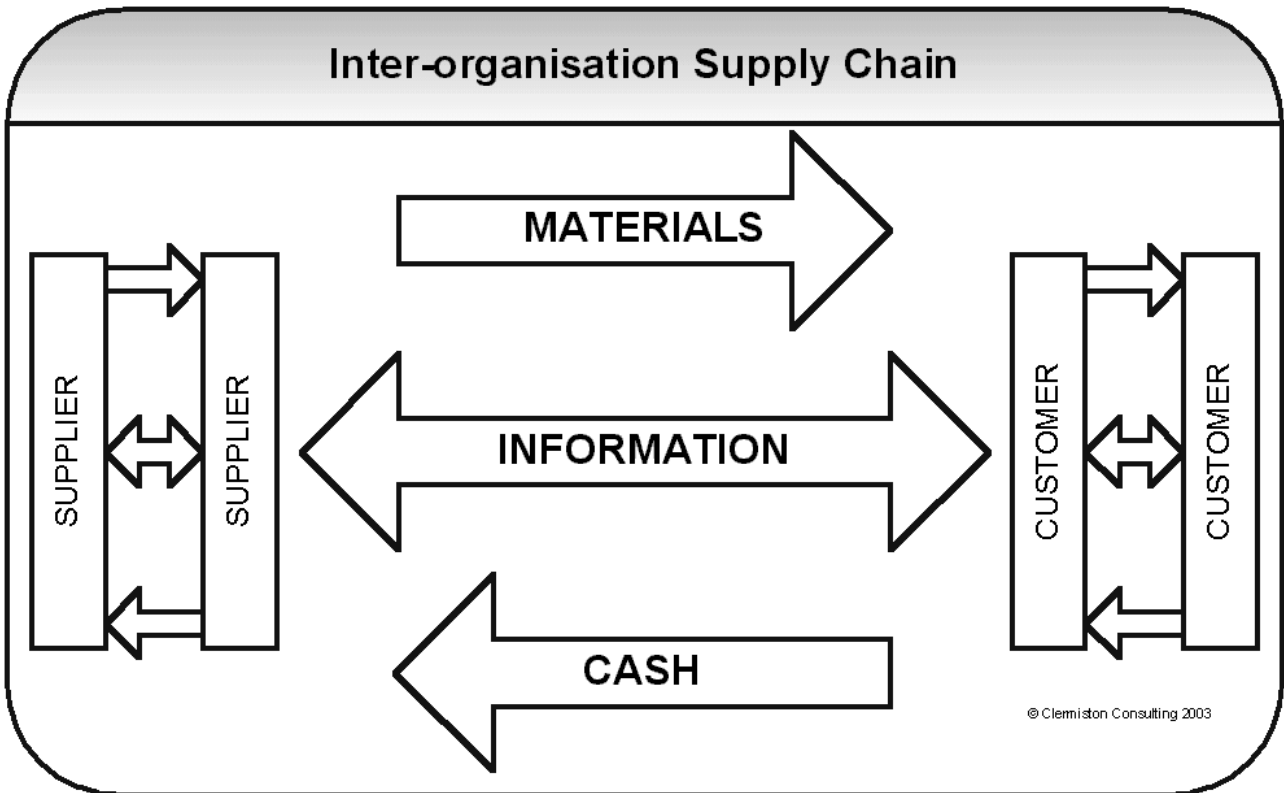 Inter-organisation Supply Chain
MATERIALS
SUPPLIER
SUPPLIER
INFORMATION
CUSTOMER
CUSTOMER
CASH
© Clermiston Consulting 2003